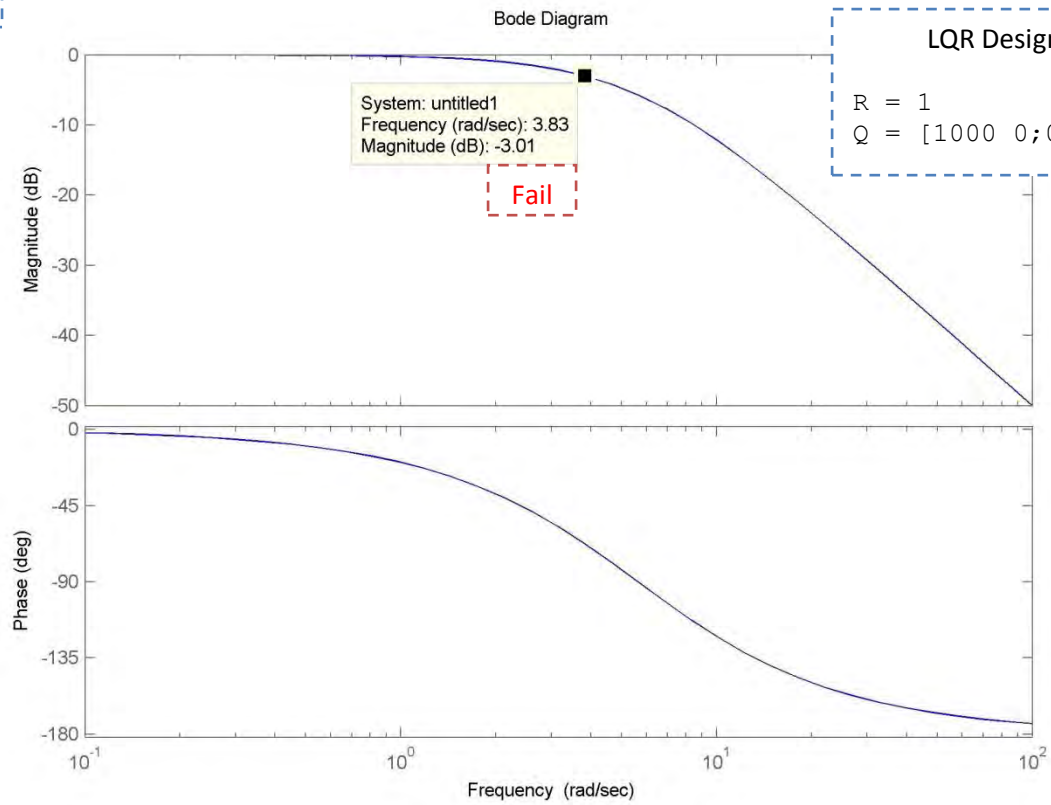 Bode Diagram
LQR Design
R = 1
Q = [1000 0;0
System: untitled1
Frequency (rad/sec): 3.83
Magnitude (dB): -3.01
Fail
Magnitude (dB)
0
-10
-20
-30
-40
-50
Phase (deg)
0
-45
-90
-135
-180
10^-1
10^0
10^1
10^2
Frequency (rad/sec)